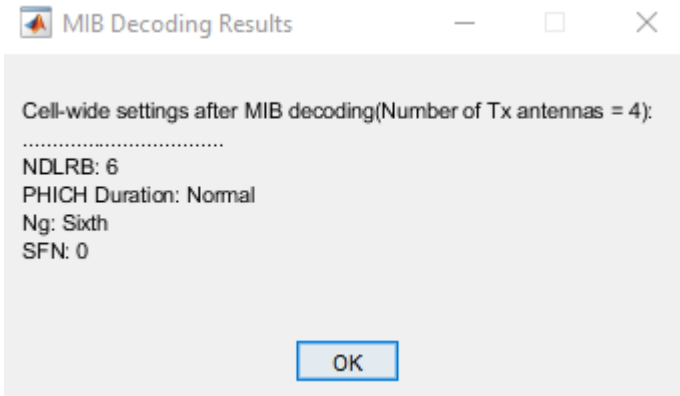 MIB Decoding Results
Cell-wide settings after MIB decoding(Number of Tx antennas = 4):
..................................
NDLRB: 6
PHICH Duration: Normal
Ng: Sixth
SFN: 0
OK